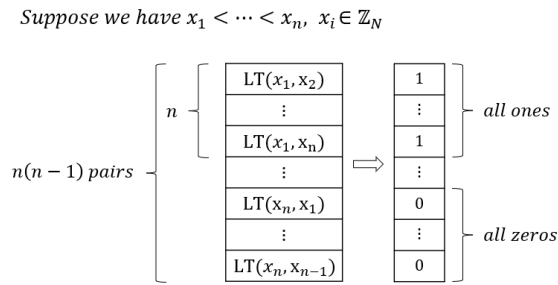 Suppose we have x₁ < ⋯ < xₙ, xᵢ ∈ ℤ_N
n(n − 1) pairs
n
LT(x₁, x₂)
⋮
LT(x₁, xₙ)
⋮
LT(xₙ, x₁)
⋮
LT(xₙ, xₙ₋₁)
1
⋮
1
⋮
0
⋮
0
all ones
all zeros